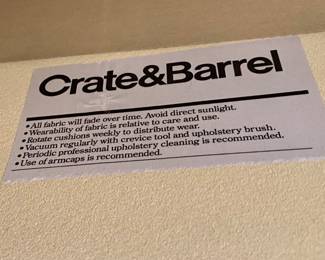 Crate&Barrel
•All fabric will fade over time. Avoid direct sunlight.
•Wearability of fabric is relative to care and use.
•Rotate cushions weekly to distribute wear.
•Vacuum regularly with crevice tool and upholstery brush.
•Periodic professional upholstery cleaning is recommended.
•Use of armcaps is recommended.